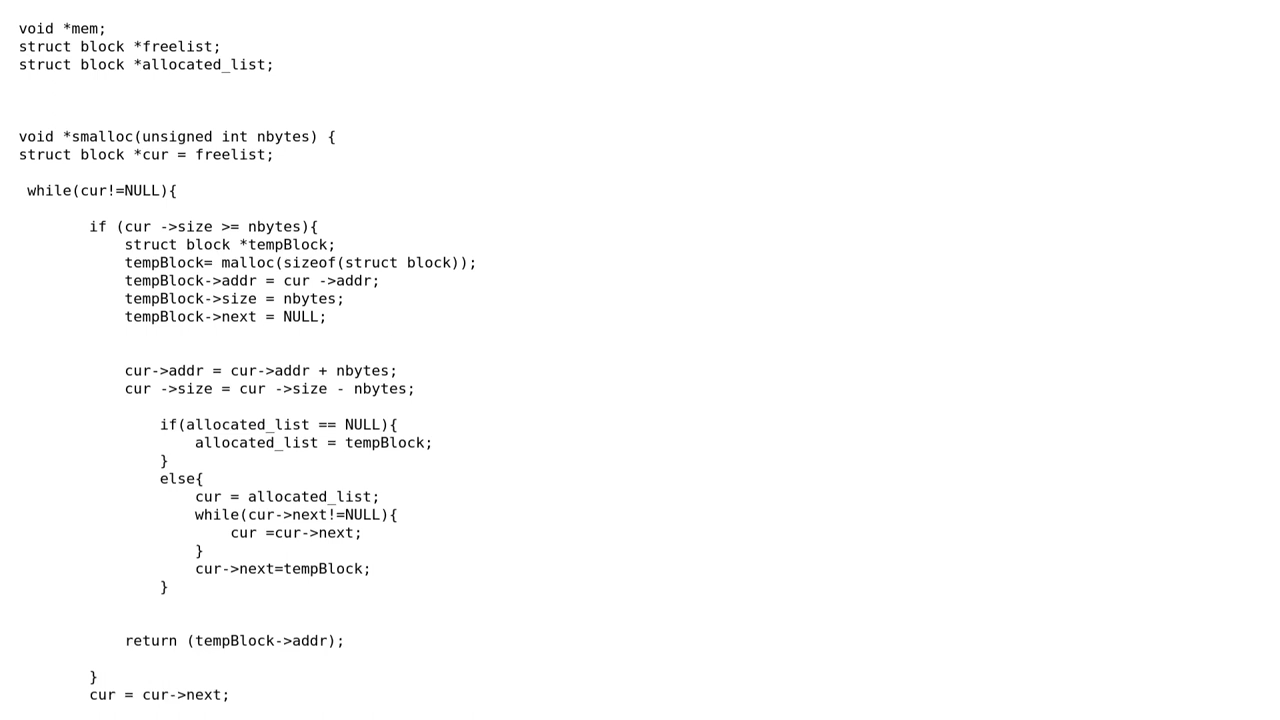 void *mem;
struct block *freelist;
struct block *allocated_list;
void *smalloc(unsigned int nbytes) {
struct block *cur = freelist;
while(cur!=NULL){
if (cur ->size >= nbytes){
struct block *tempBlock;
tempBlock= malloc(sizeof(struct block));
tempBlock->addr = cur ->addr;
tempBlock->size = nbytes;
tempBlock->next = NULL;
cur->addr = cur->addr + nbytes;
cur ->size = cur ->size - nbytes;
if(allocated_list == NULL){
allocated_list = tempBlock;
}
else{
cur = allocated_list;
while(cur->next!=NULL){
cur =cur->next;
}
cur->next=tempBlock;
}
return (tempBlock->addr);
}
cur = cur->next;